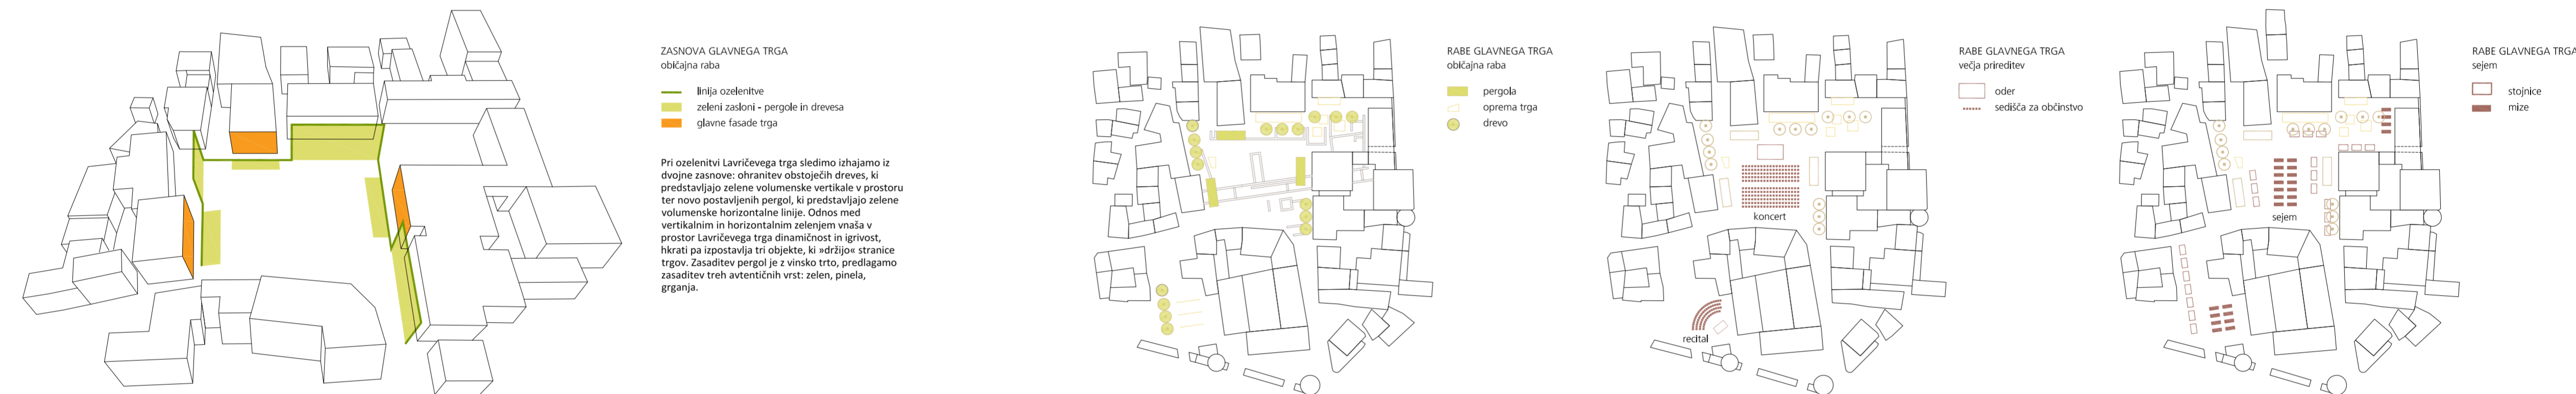 ZASNOVA GLAVNEGA TRGA
običajna raba
linija ozelenitve
zeleni zasloni - pergole in drevesa
glavne fasade trga
Pri ozelenitvi Lavričevega trga sledimo izhajamo iz
dvojne zasnove: ohranitev obstoječih dreves, ki
predstavljajo zelene volumenske vertikale v prostoru
ter novo postavljenih pergol, ki predstavljajo zelene
volumenske horizontalne linije. Odnos med
vertikalnim in horizontalnim zelenjem vnaša v
prostor Lavričevega trga dinamičnost in igrivost,
hkrati pa izpostavlja tri objekte, ki »držijo« stranice
trgov. Zasaditev pergol je z vinsko trto, predlagamo
zasaditev treh avtentičnih vrst: zelen, pinela,
grganja.
RABE GLAVNEGA TRGA
običajna raba
pergola
oprema trga
drevo
RABE GLAVNEGA TRGA
večja prireditev
oder
sedišča za občinstvo
koncert
recital
RABE GLAVNEGA TRGA
sejem
stojnice
mize
sejem